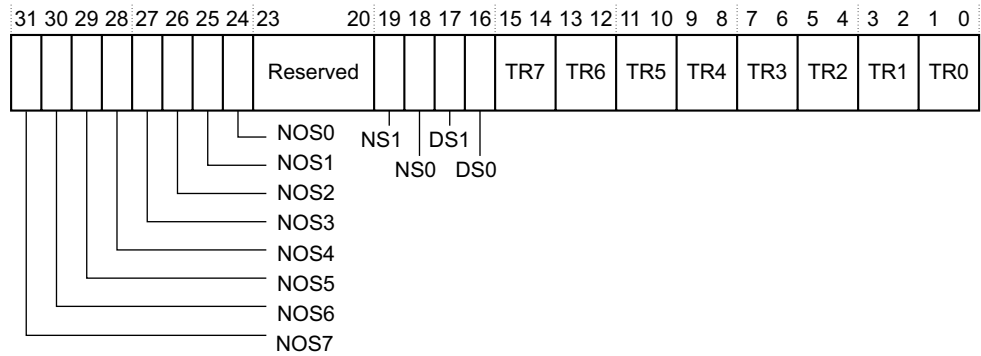 31 30 29 28 27 26 25 24 23 20 19 18 17 16 15 14 13 12 11 10 9 8 7 6 5 4 3 2 1 0
Reserved TR7 TR6 TR5 TR4 TR3 TR2 TR1 TR0
NOS0 NS1 DS1
NOS1 NS0 DS0
NOS2
NOS3
NOS4
NOS5
NOS6
NOS7